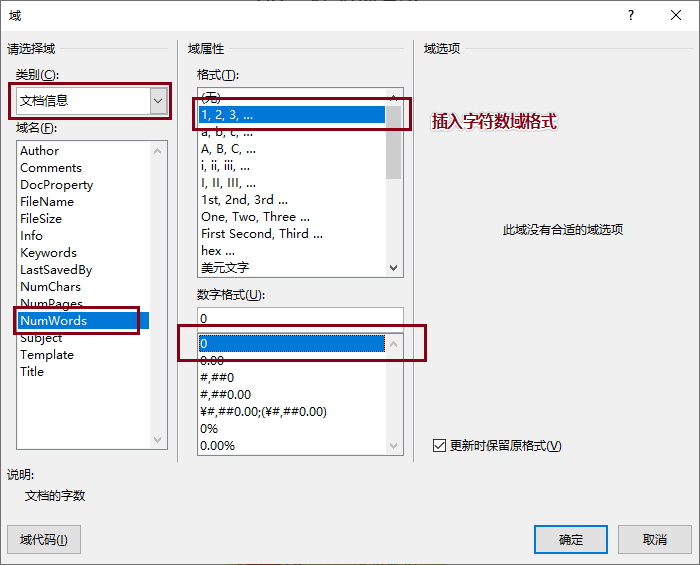 域
请选择域
类别(C):
文档信息
域名(F):
Author
Comments
DocProperty
FileName
FileSize
Info
Keywords
LastSavedBy
NumChars
NumPages
NumWords
Subject
Template
Title
域属性
格式(T):
(无)
1, 2, 3, ...
a, b, c, ...
A, B, C, ...
i, ii, iii, ...
I, II, III, ...
1st, 2nd, 3rd ...
One, Two, Three ...
First Second, Third ...
hex ...
美元文字
数字格式(U):
0
0
0.00
#,##0
#,##0.00
¥#,##0.00;(¥#,##0.00)
0%
0.00%
域选项
插入字符数域格式
此域没有合适的域选项
更新时保留原格式(V)
说明:
文档的字数
域代码(I)
确定
取消